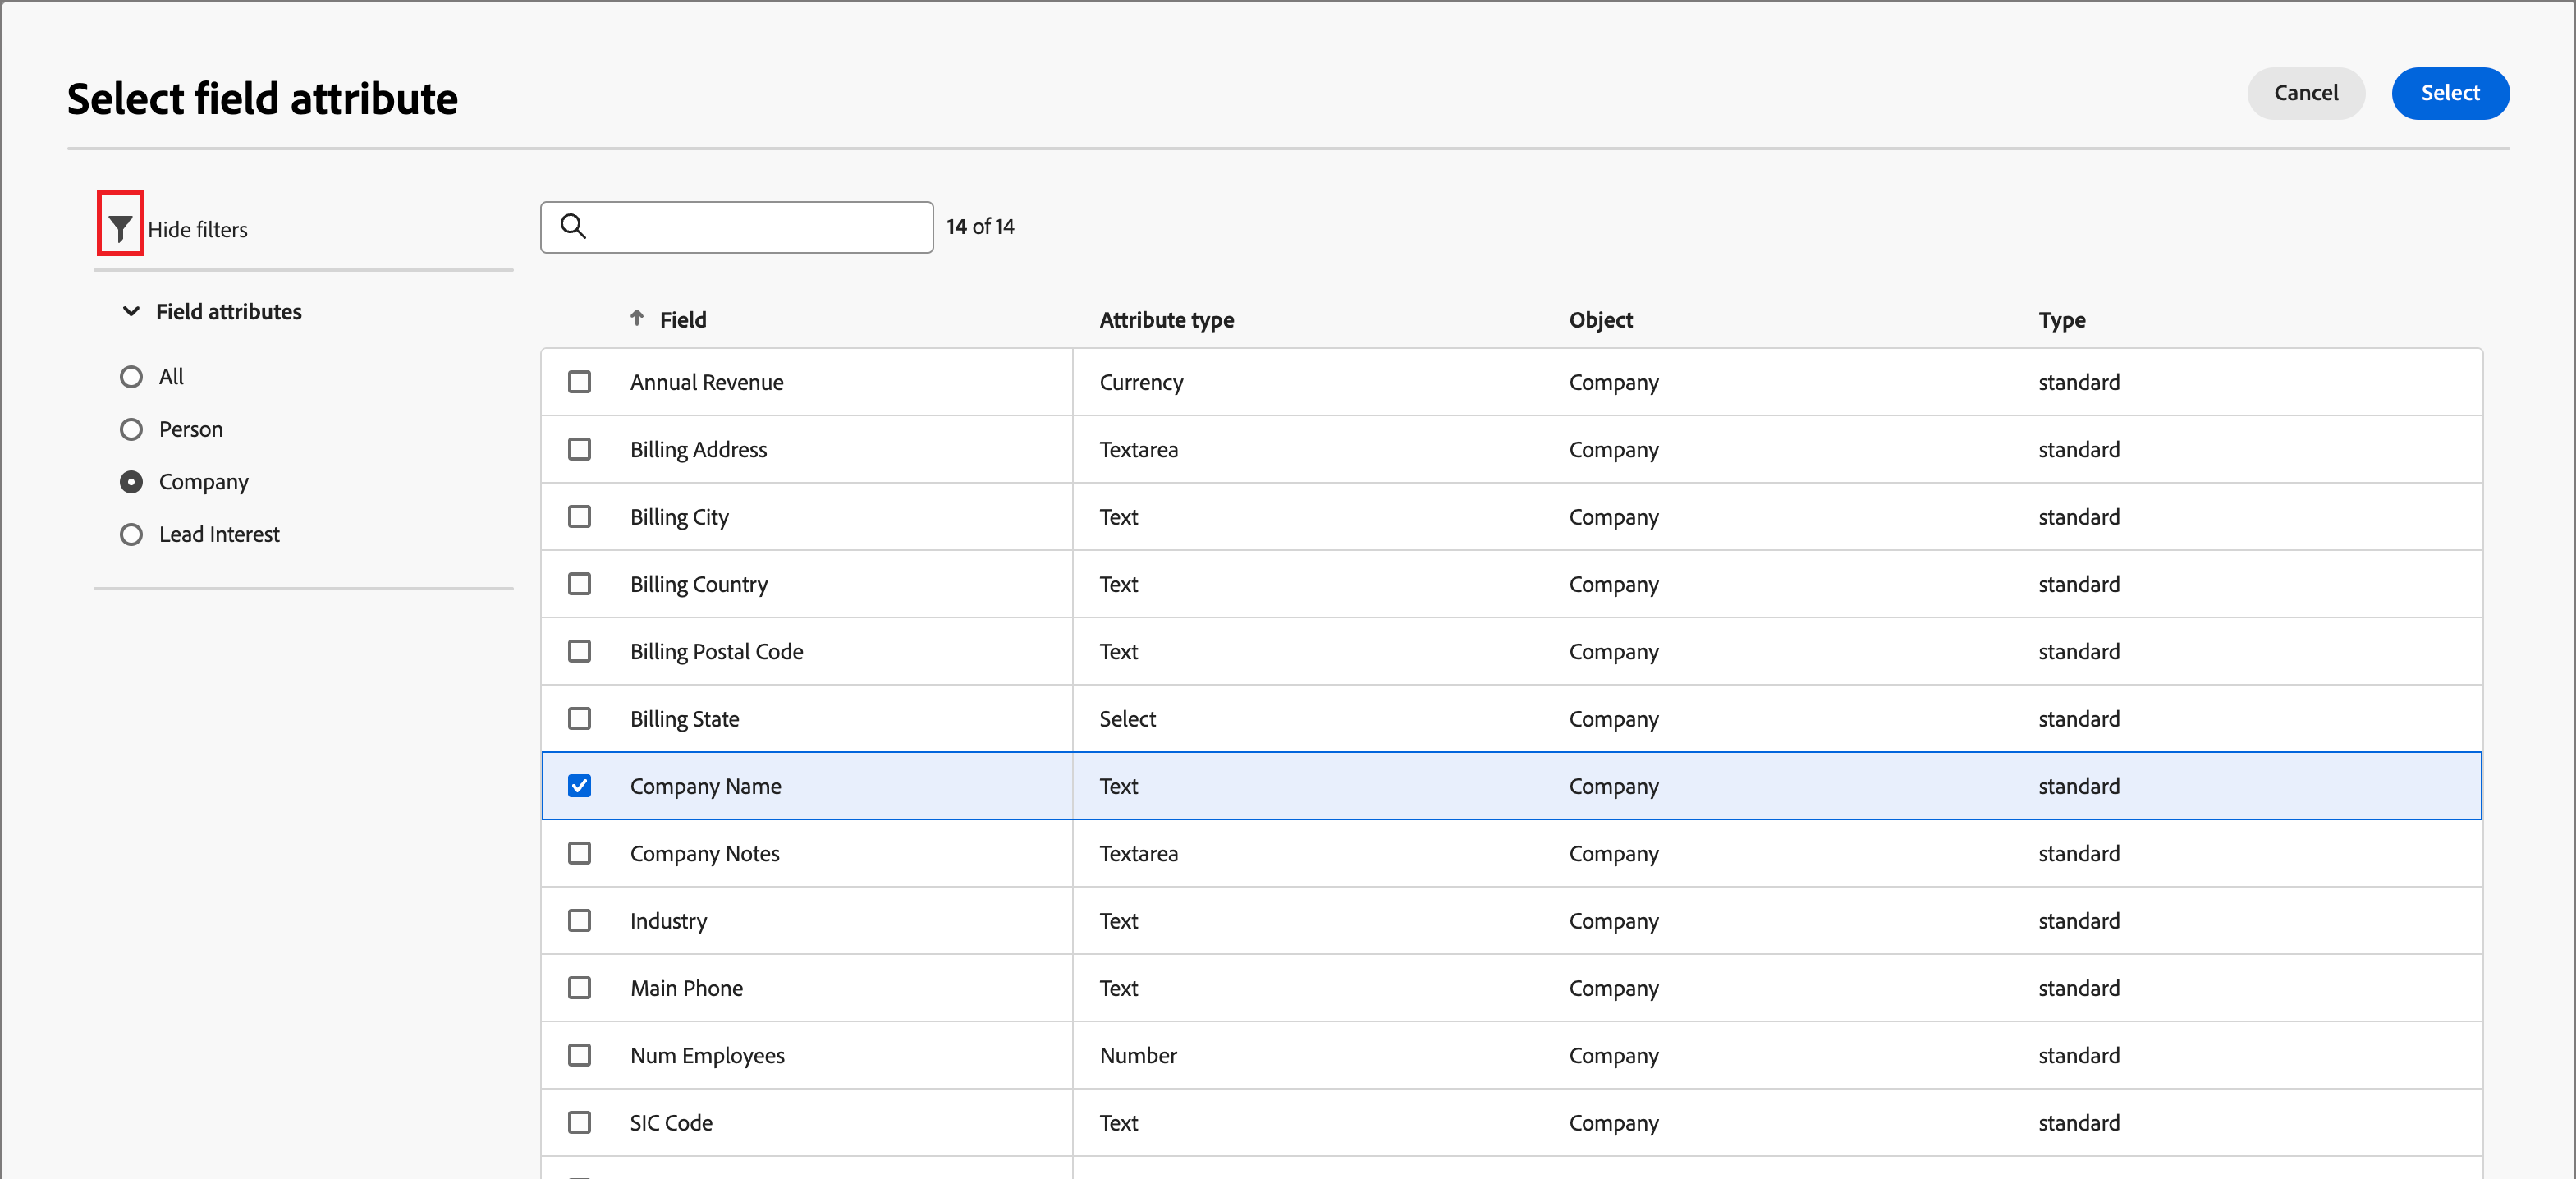 Select field attribute
Cancel
Select
Hide filters
14 of 14
Field attributes
All
Person
Company
Lead Interest
Field Attribute type Object Type
Annual Revenue Currency Company standard
Billing Address Textarea Company standard
Billing City Text Company standard
Billing Country Text Company standard
Billing Postal Code Text Company standard
Billing State Select Company standard
Company Name Text Company standard
Company Notes Textarea Company standard
Industry Text Company standard
Main Phone Text Company standard
Num Employees Number Company standard
SIC Code Text Company standard